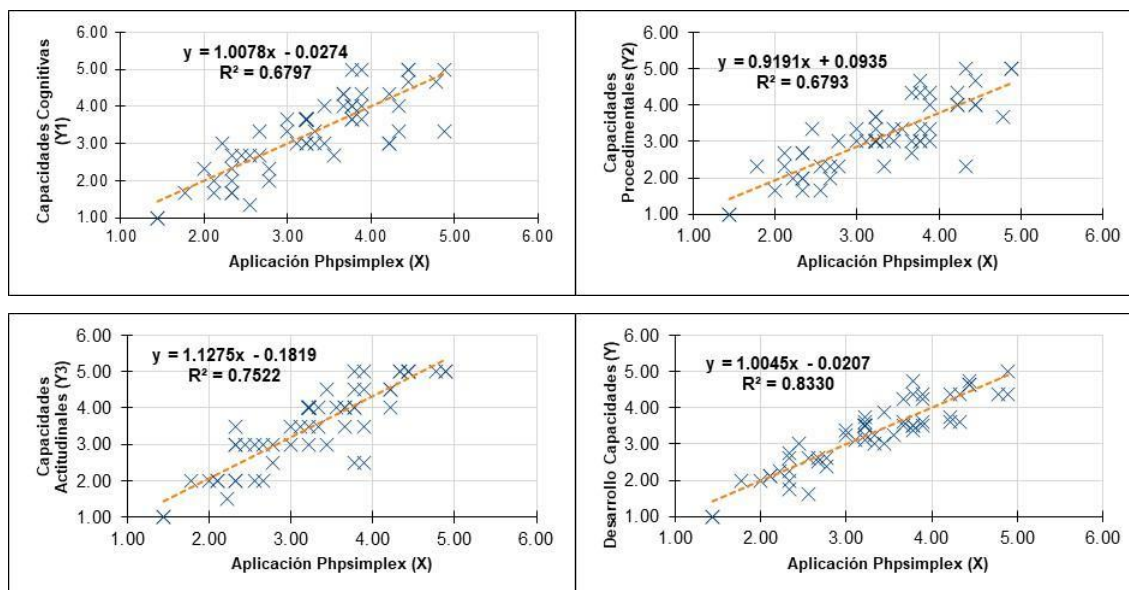 Capacidades Cognitivas
(Y1)
6.00
5.00
4.00
3.00
2.00
1.00
y = 1.0078x - 0.0274
R² = 0.6797
1.00 2.00 3.00 4.00 5.00 6.00
Aplicación Phpsimplex (X)
Capacidades
Procedimentales (Y2)
6.00
5.00
4.00
3.00
2.00
1.00
y = 0.9191x + 0.0935
R² = 0.6793
1.00 2.00 3.00 4.00 5.00 6.00
Aplicación Phpsimplex (X)
Capacidades
Actitudinales (Y3)
6.00
5.00
4.00
3.00
2.00
1.00
y = 1.1275x - 0.1819
R² = 0.7522
1.00 2.00 3.00 4.00 5.00 6.00
Aplicación Phpsimplex (X)
Desarrollo Capacidades (Y)
6.00
5.00
4.00
3.00
2.00
1.00
y = 1.0045x - 0.0207
R² = 0.8330
1.00 2.00 3.00 4.00 5.00 6.00
Aplicación Phpsimplex (X)